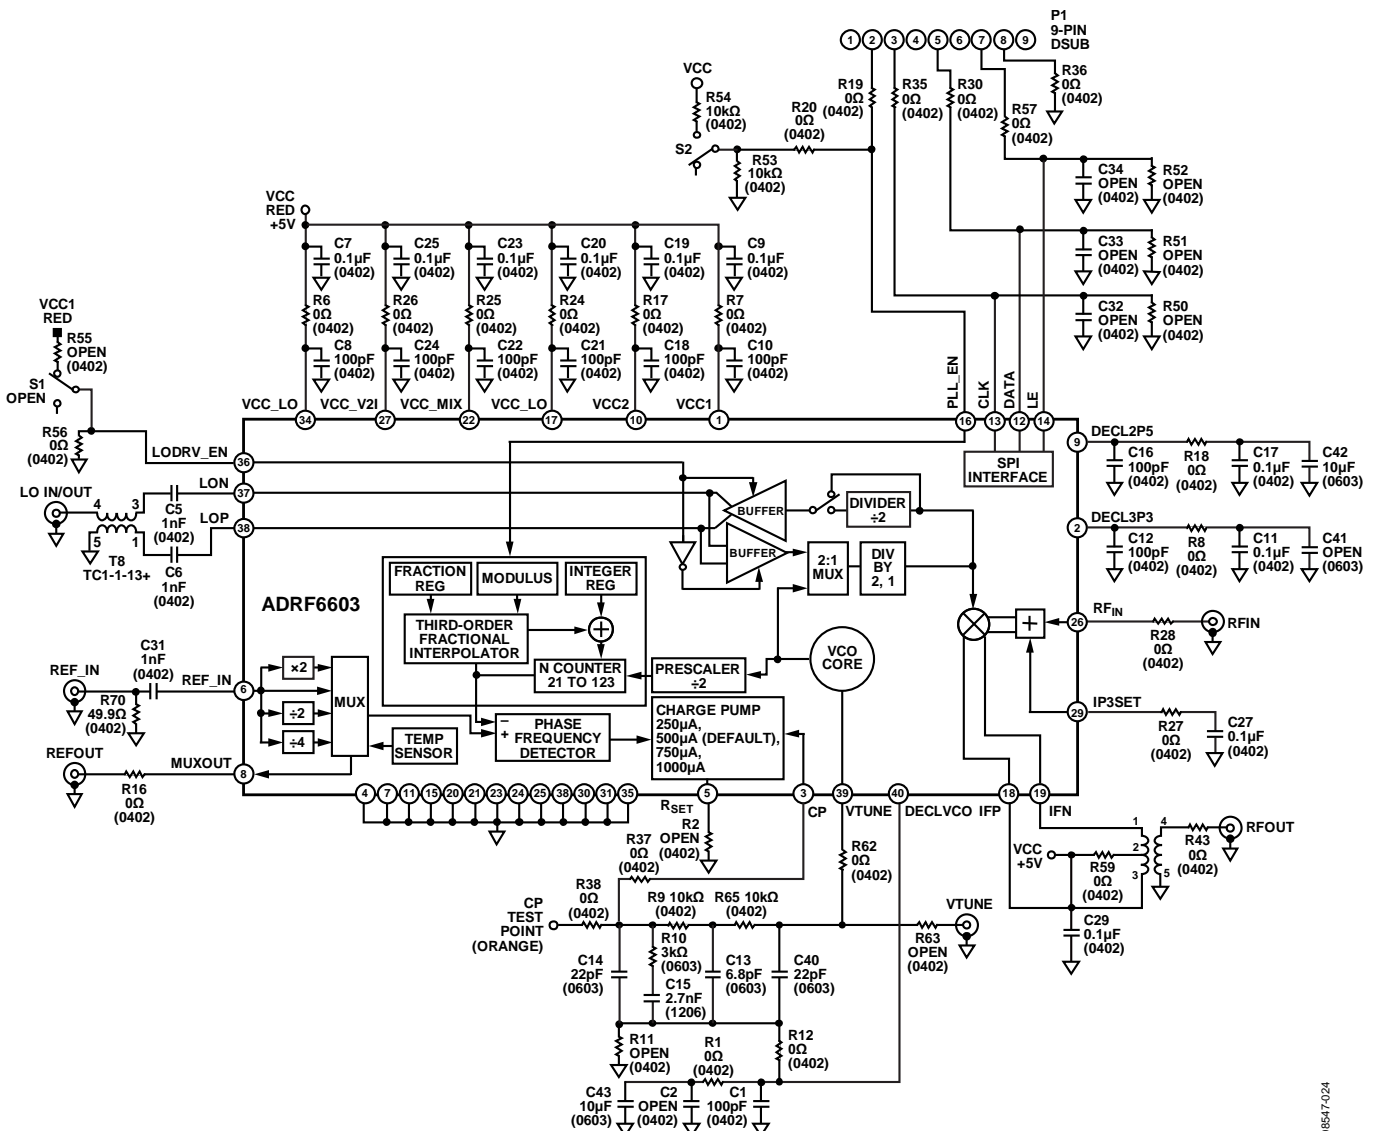 P1
9-PIN
DSUB
1 2 3 4 5 6 7 8 9
VCC
R54
10kΩ
(0402)
S2
R53
10kΩ
(0402)
R20
0Ω
(0402)
R19
0Ω
(0402)
R35
0Ω
(0402)
R30
0Ω
(0402)
R57
0Ω
(0402)
R36
0Ω
(0402)
C34
OPEN
(0402)
R52
OPEN
(0402)
C33
OPEN
(0402)
R51
OPEN
(0402)
C32
OPEN
(0402)
R50
OPEN
(0402)
VCC
RED
+5V
C7
0.1µF
(0402)
C25
0.1µF
(0402)
C23
0.1µF
(0402)
C20
0.1µF
(0402)
C19
0.1µF
(0402)
C9
0.1µF
(0402)
R6
0Ω
(0402)
R26
0Ω
(0402)
R25
0Ω
(0402)
R24
0Ω
(0402)
R17
0Ω
(0402)
R7
0Ω
(0402)
C8
100pF
(0402)
C24
100pF
(0402)
C22
100pF
(0402)
C21
100pF
(0402)
C18
100pF
(0402)
C10
100pF
(0402)
VCC1
RED
R55
OPEN
(0402)
S1
OPEN
R56
0Ω
(0402)
VCC_LO
VCC_V2I
VCC_MIX
VCC_LO
VCC2
VCC1
PLL_EN
CLK
DATA
LE
34 27 22 17 10 1 16 13 12 14
LODRV_EN
36
LON
37
LOP
38
LO IN/OUT
4 3
5 1
T8
TC1-1-13+
C5
1nF
(0402)
C6
1nF
(0402)
SPI
INTERFACE
BUFFER
BUFFER
DIVIDER
÷2
2:1
MUX
DIV
BY
2, 1
9
DECL2P5
C16
100pF
(0402)
R18
0Ω
(0402)
C17
0.1µF
(0402)
C42
10µF
(0603)
2
DECL3P3
C12
100pF
(0402)
R8
0Ω
(0402)
C11
0.1µF
(0402)
C41
OPEN
(0603)
ADRF6603
FRACTION
REG
MODULUS
INTEGER
REG
THIRD-ORDER
FRACTIONAL
INTERPOLATOR
+
N COUNTER
21 TO 123
PRESCALER
÷2
VCO
CORE
+
26
RFIN
R28
0Ω
(0402)
RFIN
29
IP3SET
R27
0Ω
(0402)
C27
0.1µF
(0402)
REF_IN
C31
1nF
(0402)
R70
49.9Ω
(0402)
REF_IN
6
×2
÷2
÷4
MUX
TEMP
SENSOR
−
+
PHASE
FREQUENCY
DETECTOR
CHARGE PUMP
250µA,
500µA (DEFAULT),
750µA,
1000µA
REFOUT
R16
0Ω
(0402)
MUXOUT
8
4 7 11 15 20 21 23 24 25 38 30 31 35
5 3 39 40 18 19
RSET
CP
VTUNE
DECLVCO
IFP
IFN
R2
OPEN
(0402)
R37
0Ω
(0402)
R62
0Ω
(0402)
R38
0Ω
(0402)
CP
TEST
POINT
(ORANGE)
R9 10kΩ
(0402)
R65 10kΩ
(0402)
R10
3kΩ
(0603)
C14
22pF
(0603)
C15
2.7nF
(1206)
C13
6.8pF
(0603)
C40
22pF
(0603)
R63
OPEN
(0402)
VTUNE
R11
OPEN
(0402)
R12
0Ω
(0402)
R1
0Ω
(0402)
C43
10µF
(0603)
C2
OPEN
(0402)
C1
100pF
(0402)
VCC
+5V
R59
0Ω
(0402)
C29
0.1µF
(0402)
1
2
3
4
5
R43
0Ω
(0402)
RFOUT
08547-024